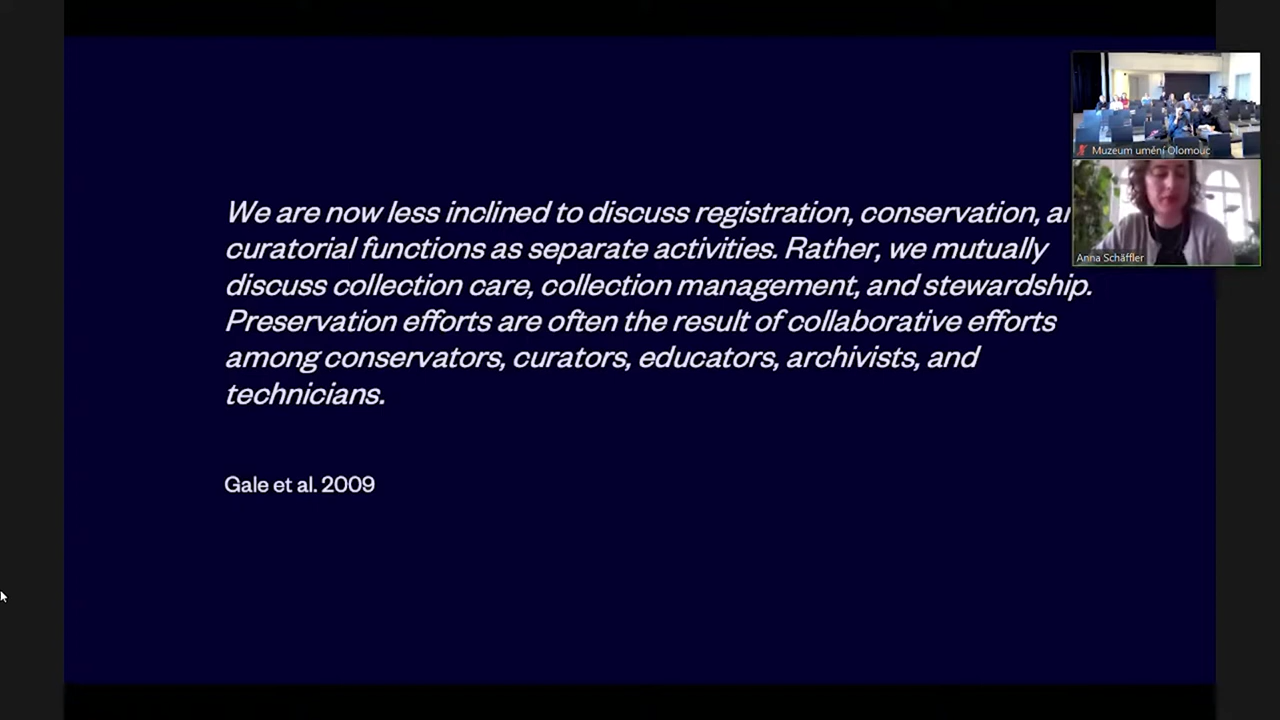 We are now less inclined to discuss registration, conservation,
curatorial functions as separate activities. Rather, we mutually
discuss collection care, collection management, and stewardship.
Preservation efforts are often the result of collaborative efforts
among conservators, curators, educators, archivists, and
technicians.
Gale et al. 2009
Muzeum umění Olomouc
Anna Schäffler